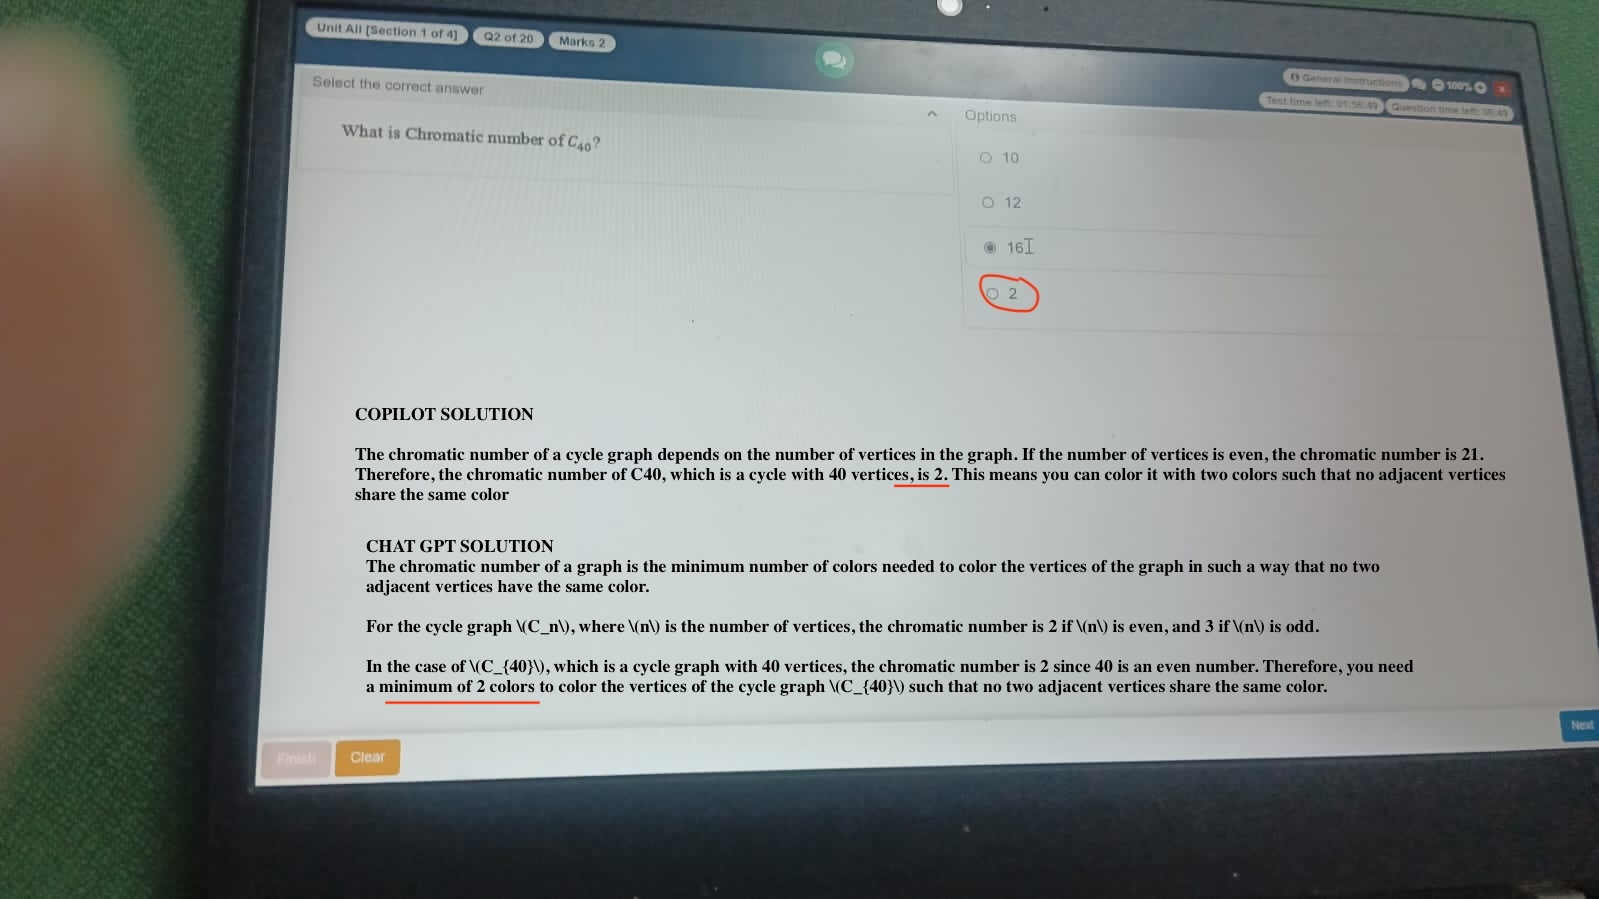 Unit All [Section 1 of 4] Q2 of 20 Marks 2
General Instructions 100% x
Test time left: 01:56:49 Question time left: 56:49
Select the correct answer
What is Chromatic number of C40?
Options
10
12
16
2
COPILOT SOLUTION
The chromatic number of a cycle graph depends on the number of vertices in the graph. If the number of vertices is even, the chromatic number is 21.
Therefore, the chromatic number of C40, which is a cycle with 40 vertices, is 2. This means you can color it with two colors such that no adjacent vertices
share the same color
CHAT GPT SOLUTION
The chromatic number of a graph is the minimum number of colors needed to color the vertices of the graph in such a way that no two
adjacent vertices have the same color.
For the cycle graph \(C_n\), where \(n\) is the number of vertices, the chromatic number is 2 if \(n\) is even, and 3 if \(n\) is odd.
In the case of \(C_{40}\), which is a cycle graph with 40 vertices, the chromatic number is 2 since 40 is an even number. Therefore, you need
a minimum of 2 colors to color the vertices of the cycle graph \(C_{40}\) such that no two adjacent vertices share the same color.
Finish Clear
Next